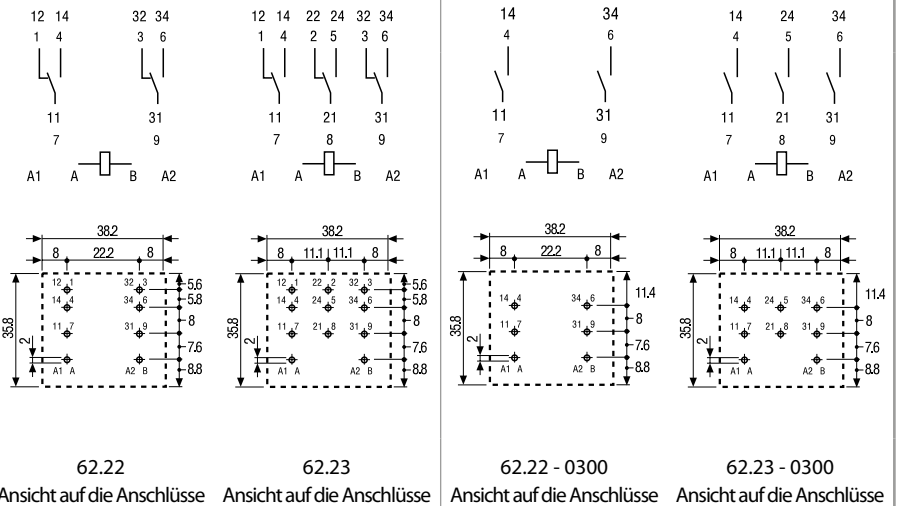 12 14 32 34
1 4 3 6
11 31
7 9
A1 A B A2
38.2
8 22.2 8
12 1 32 3
14 4 34 6
11 7 31 9
A1 A A2 B
35.8
2
5.6
5.8
8
7.6
8.8
62.22
Ansicht auf die Anschlüsse
12 14 22 24 32 34
1 4 2 5 3 6
11 21 31
7 8 9
A1 A B A2
38.2
8 11.1 11.1 8
12 1 22 2 32 3
14 4 24 5 34 6
11 7 21 8 31 9
A1 A A2 B
35.8
2
5.6
5.8
8
7.6
8.8
62.23
Ansicht auf die Anschlüsse
14 34
4 6
11 31
7 9
A1 A B A2
38.2
8 22.2 8
14 4 34 6
11 7 31 9
A1 A A2 B
35.8
2
11.4
8
7.6
8.8
62.22 - 0300
Ansicht auf die Anschlüsse
14 24 34
4 5 6
11 21 31
7 8 9
A1 A B A2
38.2
8 11.1 11.1 8
14 4 24 5 34 6
11 7 21 8 31 9
A1 A A2 B
35.8
2
11.4
8
7.6
8.8
62.23 - 0300
Ansicht auf die Anschlüsse